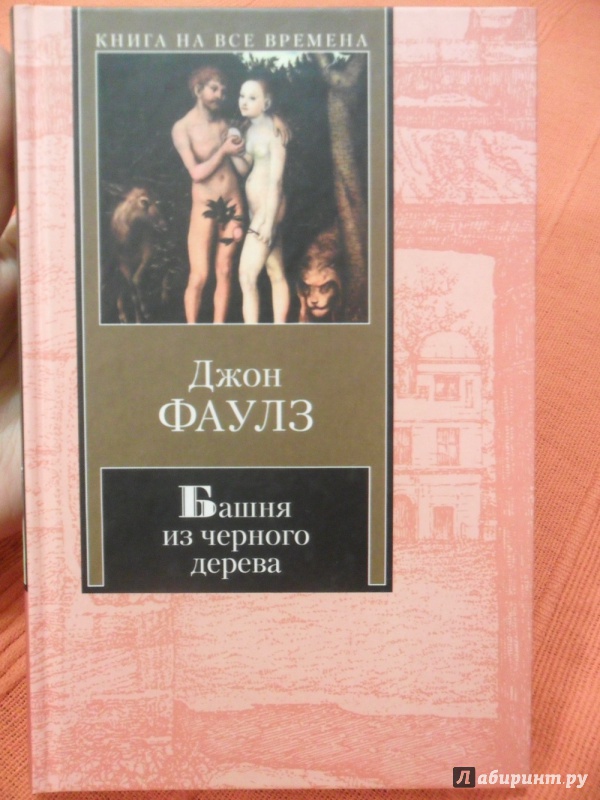 КНИГА НА ВСЕ ВРЕМЕНА
Джон
ФАУЛЗ
Башня
из черного
дерева
Лабиринт.ру